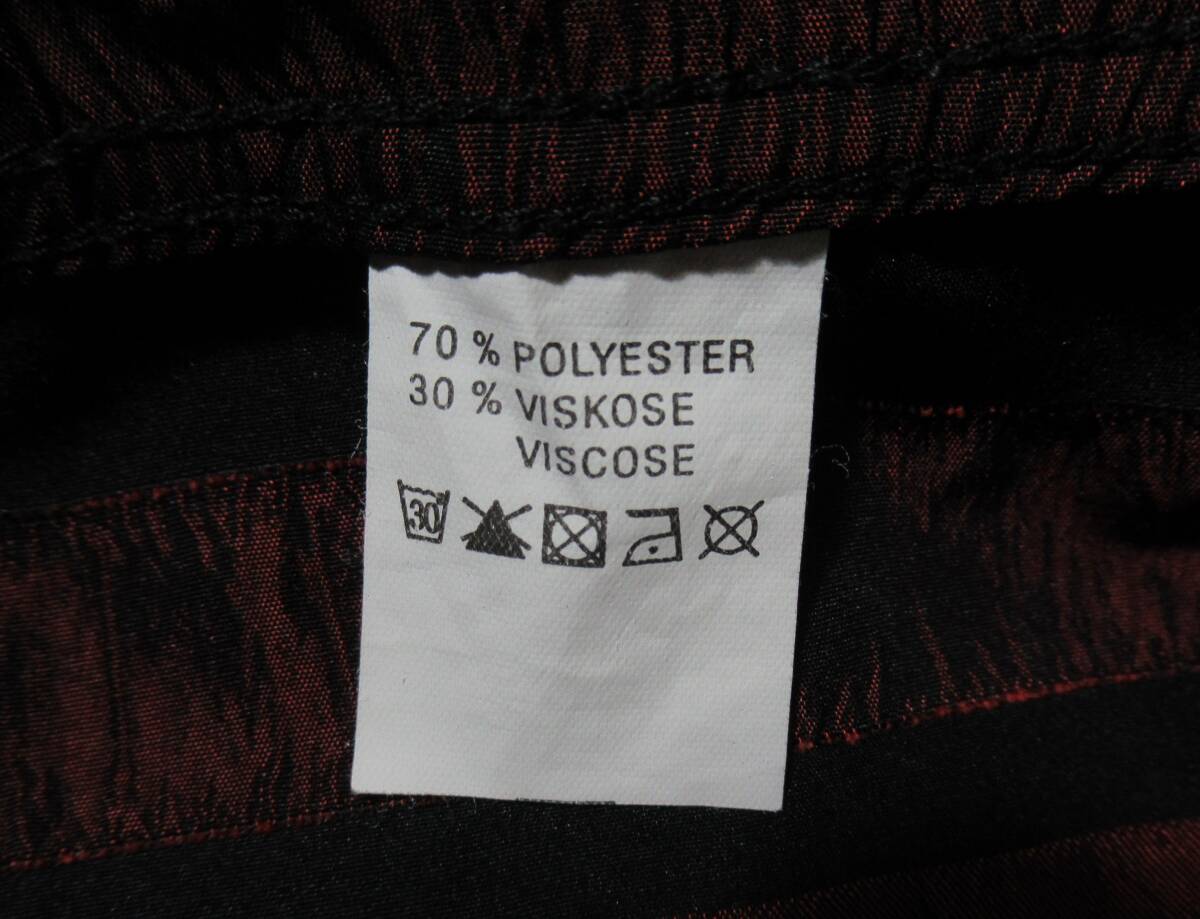 70 % POLYESTER
30 % VISKOSE
VISCOSE
30